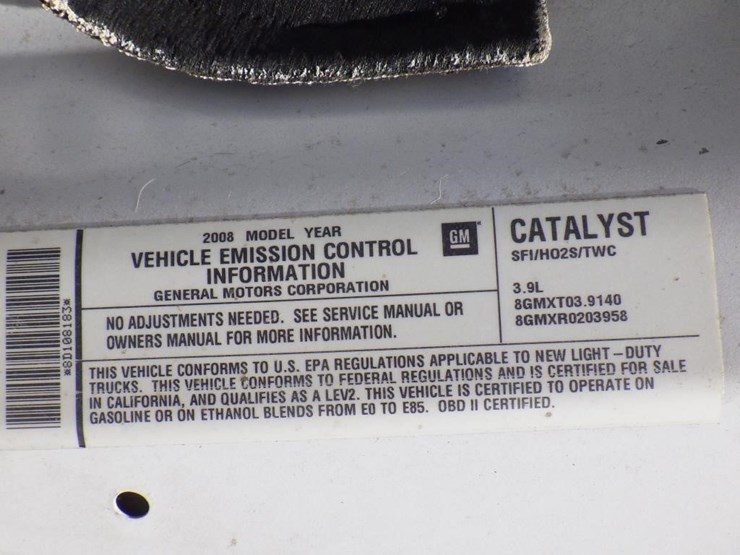 2008 MODEL YEAR
VEHICLE EMISSION CONTROL
INFORMATION
GENERAL MOTORS CORPORATION
GM
NO ADJUSTMENTS NEEDED. SEE SERVICE MANUAL OR
OWNERS MANUAL FOR MORE INFORMATION.
CATALYST
SFI/HO2S/TWC
3.9L
8GMXT03.9140
8GMXR0203958
THIS VEHICLE CONFORMS TO U.S. EPA REGULATIONS APPLICABLE TO NEW LIGHT-DUTY
TRUCKS. THIS VEHICLE CONFORMS TO FEDERAL REGULATIONS AND IS CERTIFIED FOR SALE
IN CALIFORNIA, AND QUALIFIES AS A LEV2. THIS VEHICLE IS CERTIFIED TO OPERATE ON
GASOLINE OR ON ETHANOL BLENDS FROM E0 TO E85. OBD II CERTIFIED.
*8D108183*